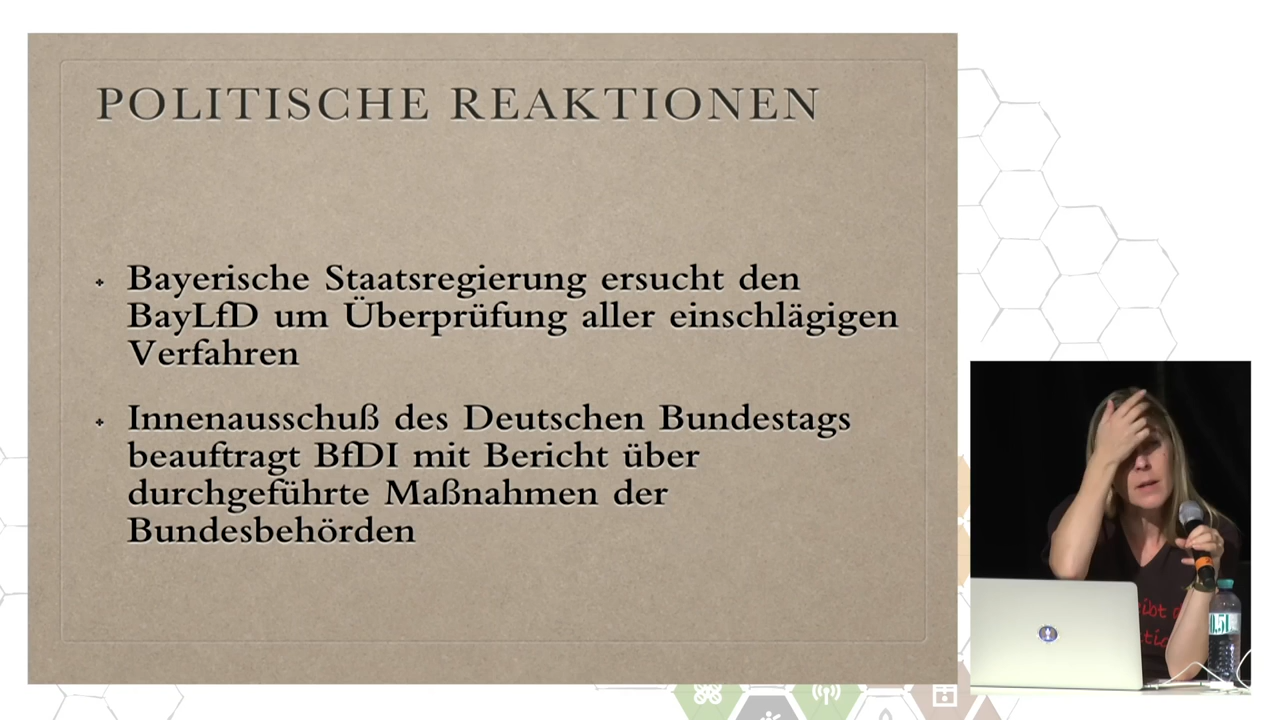 POLITISCHE REAKTIONEN
Bayerische Staatsregierung ersucht den
BayLfD um Überprüfung aller einschlägigen
Verfahren
Innenausschuß des Deutschen Bundestags
beauftragt BfDI mit Bericht über
durchgeführte Maßnahmen der
Bundesbehörden